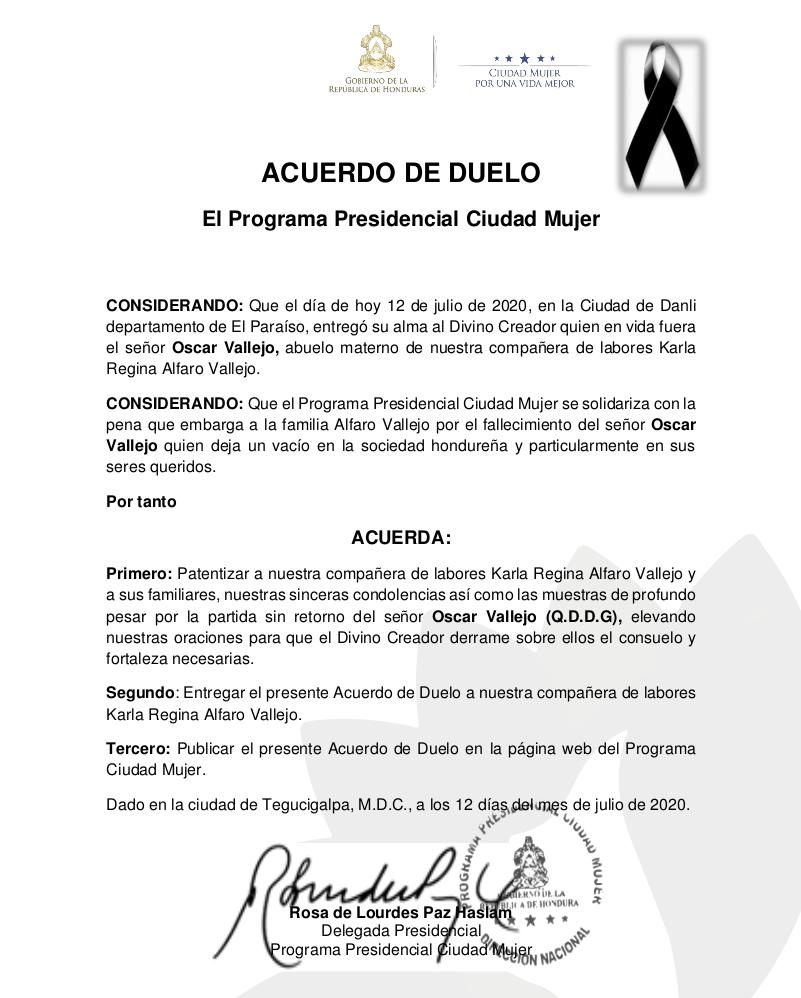 GOBIERNO DE LA
REPÚBLICA DE HONDURAS
CIUDAD MUJER
POR UNA VIDA MEJOR
ACUERDO DE DUELO
El Programa Presidencial Ciudad Mujer
CONSIDERANDO: Que el día de hoy 12 de julio de 2020, en la Ciudad de Danli
departamento de El Paraíso, entregó su alma al Divino Creador quien en vida fuera
el señor Oscar Vallejo, abuelo materno de nuestra compañera de labores Karla
Regina Alfaro Vallejo.
CONSIDERANDO: Que el Programa Presidencial Ciudad Mujer se solidariza con la
pena que embarga a la familia Alfaro Vallejo por el fallecimiento del señor Oscar
Vallejo quien deja un vacío en la sociedad hondureña y particularmente en sus
seres queridos.
Por tanto
ACUERDA:
Primero: Patentizar a nuestra compañera de labores Karla Regina Alfaro Vallejo y
a sus familiares, nuestras sinceras condolencias así como las muestras de profundo
pesar por la partida sin retorno del señor Oscar Vallejo (Q.D.D.G), elevando
nuestras oraciones para que el Divino Creador derrame sobre ellos el consuelo y
fortaleza necesarias.
Segundo: Entregar el presente Acuerdo de Duelo a nuestra compañera de labores
Karla Regina Alfaro Vallejo.
Tercero: Publicar el presente Acuerdo de Duelo en la página web del Programa
Ciudad Mujer.
Dado en la ciudad de Tegucigalpa, M.D.C., a los 12 días del mes de julio de 2020.
PROGRAMA PRESIDENCIAL CIUDAD MUJER
GOBIERNO DE LA
REPÚBLICA DE HONDURAS
DIRECCIÓN NACIONAL
Rosa de Lourdes Paz Haslam
Delegada Presidencial
Programa Presidencial Ciudad Mujer